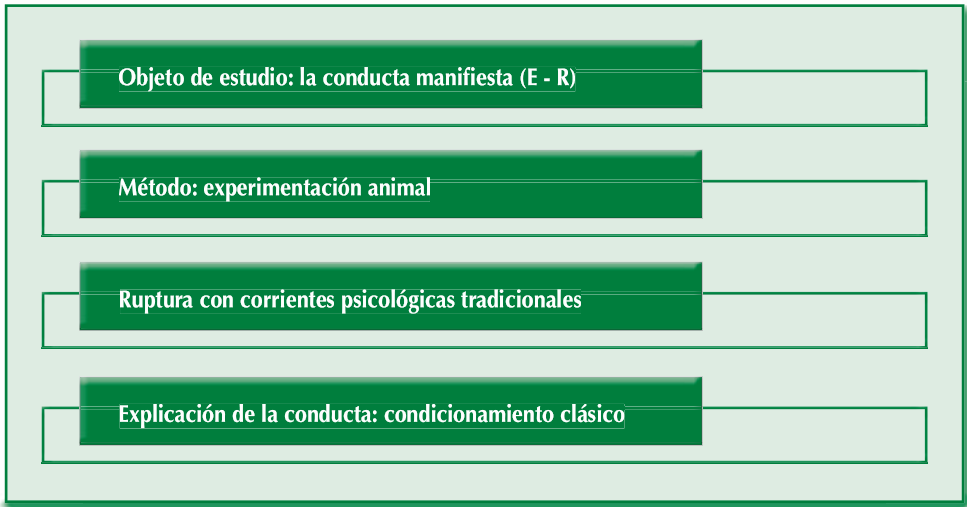 Objeto de estudio: la conducta manifiesta (E - R)
Método: experimentación animal
Ruptura con corrientes psicológicas tradicionales
Explicación de la conducta: condicionamiento clásico